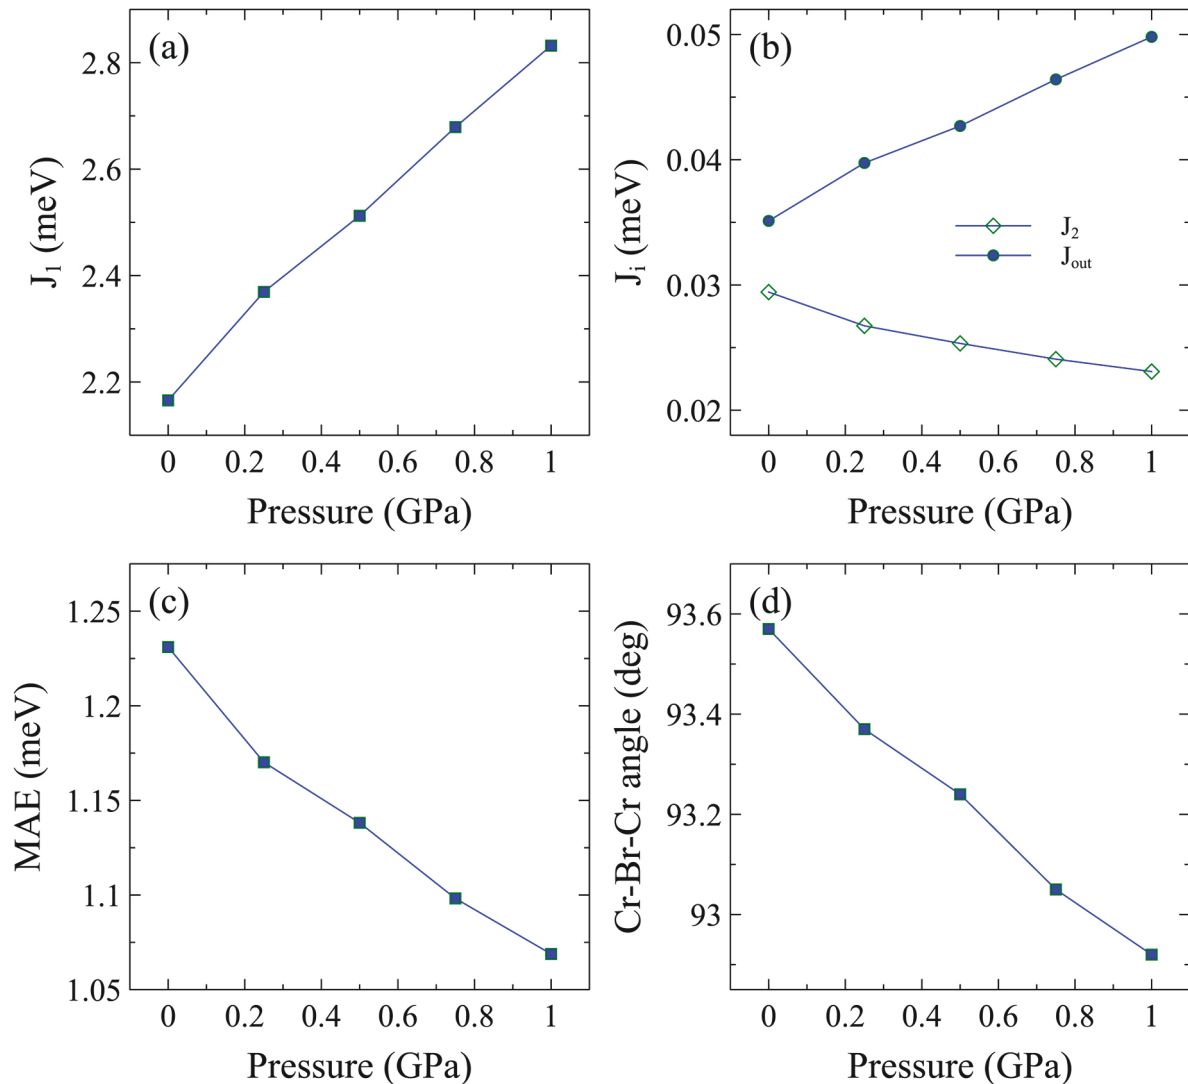 (a)
2.8
2.6
2.4
2.2
J1 (meV)
0 0.2 0.4 0.6 0.8 1
Pressure (GPa)
(b)
0.05
0.04
0.03
0.02
Ji (meV)
J2
Jout
0 0.2 0.4 0.6 0.8 1
Pressure (GPa)
(c)
1.25
1.2
1.15
1.1
1.05
MAE (meV)
0 0.2 0.4 0.6 0.8 1
Pressure (GPa)
(d)
93.6
93.4
93.2
93
Cr-Br-Cr angle (deg)
0 0.2 0.4 0.6 0.8 1
Pressure (GPa)